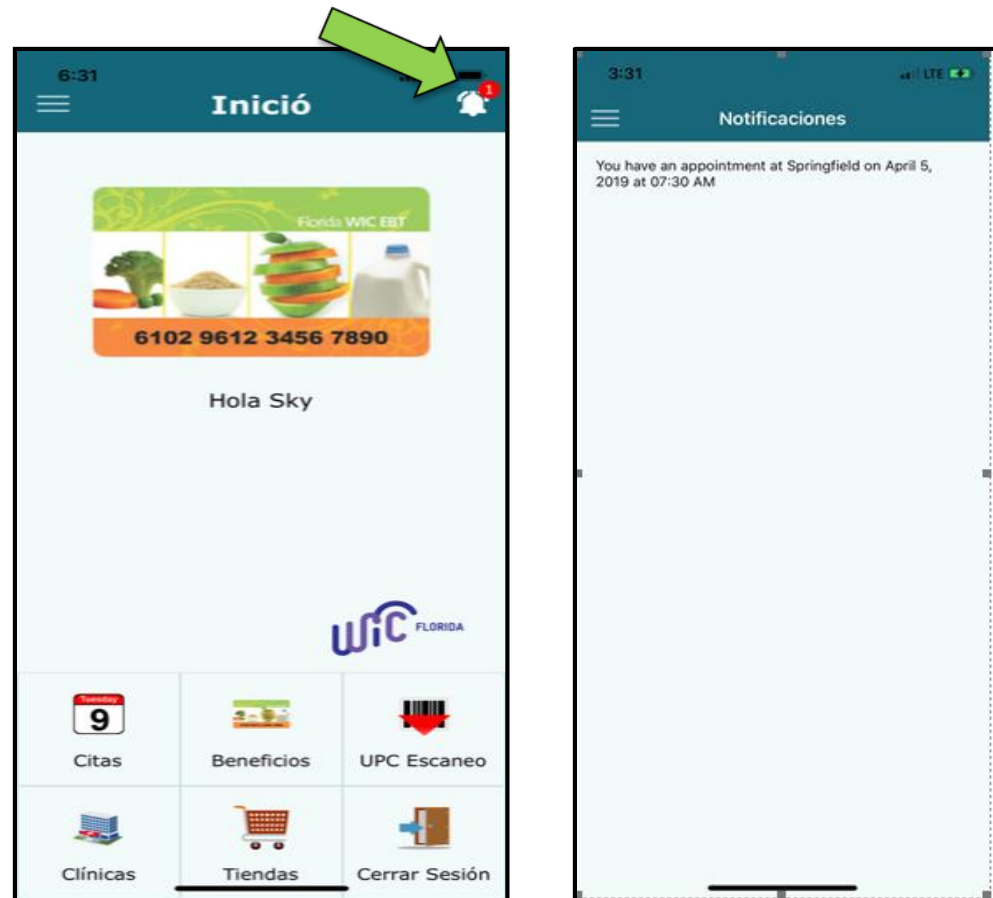 6:31
Inició
1
Florida WIC EBT
6102 9612 3456 7890
Hola Sky
WiC FLORIDA
Tuesday
9
Citas
Beneficios
UPC Escaneo
Clínicas
Tiendas
Cerrar Sesión
3:31
LTE
Notificaciones
You have an appointment at Springfield on April 5,
2019 at 07:30 AM